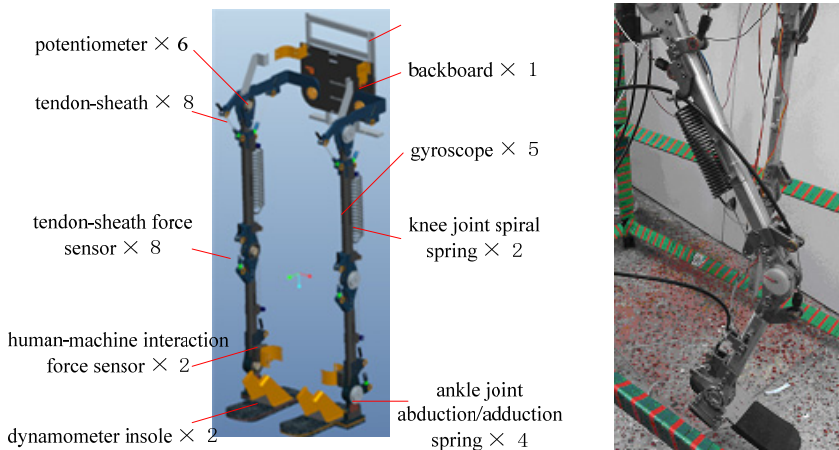 potentiometer × 6
tendon-sheath × 8
tendon-sheath force
sensor × 8
human-machine interaction
force sensor × 2
dynamometer insole × 2
backboard × 1
gyroscope × 5
knee joint spiral
spring × 2
ankle joint
abduction/adduction
spring × 4